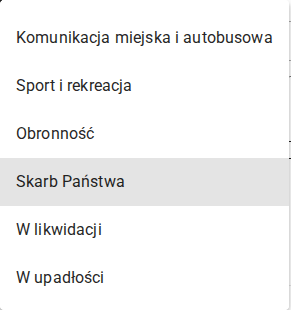 Komunikacja miejska i autobusowa
Sport i rekreacja
Obronność
Skarb Państwa
W likwidacji
W upadłości